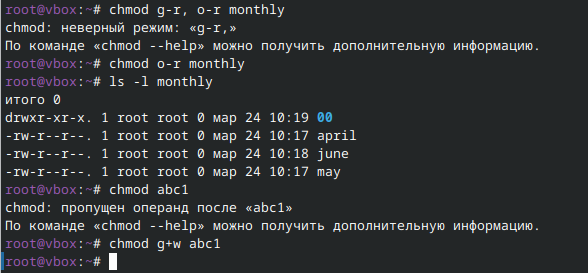 root@vbox:~# chmod g-r, o-r monthly
chmod: неверный режим: «g-r,»
По команде «chmod --help» можно получить дополнительную информацию.
root@vbox:~# chmod o-r monthly
root@vbox:~# ls -l monthly
итого 0
drwxr-xr-x. 1 root root 0 мар 24 10:19 00
-rw-r--r--. 1 root root 0 мар 24 10:17 april
-rw-r--r--. 1 root root 0 мар 24 10:18 june
-rw-r--r--. 1 root root 0 мар 24 10:17 may
root@vbox:~# chmod abc1
chmod: пропущен операнд после «abc1»
По команде «chmod --help» можно получить дополнительную информацию.
root@vbox:~# chmod g+w abc1
root@vbox:~#